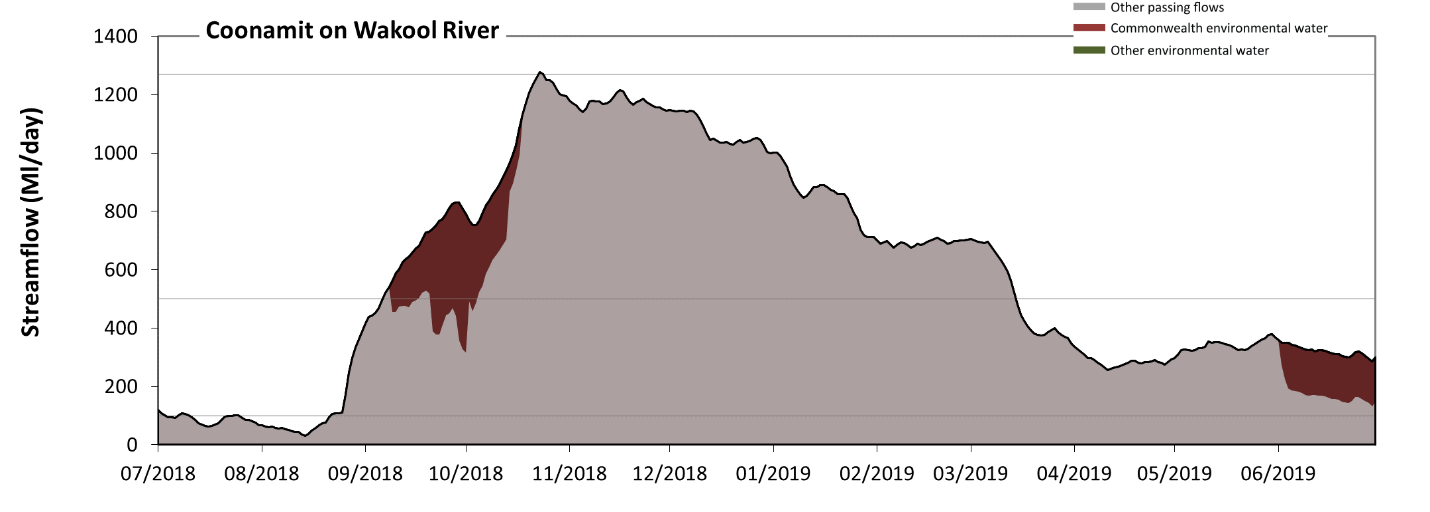 Other passing flows
Coonamit on Wakool River
Commonwealth environmental water
Other environmental water
Streamflow (Ml/day)
1400
1200
1000
800
600
400
200
0
07/2018 08/2018 09/2018 10/2018 11/2018 12/2018 01/2019 02/2019 03/2019 04/2019 05/2019 06/2019